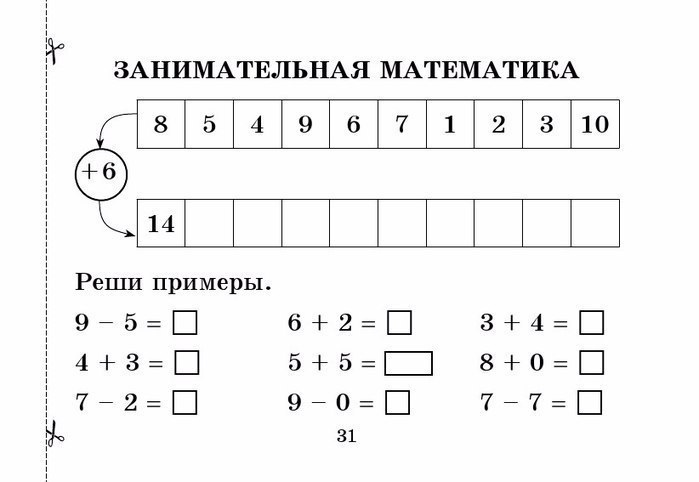 ЗАНИМАТЕЛЬНАЯ МАТЕМАТИКА
8 5 4 9 6 7 1 2 3 10
+6
14
Реши примеры.
9 − 5 = 6 + 2 = 3 + 4 =
4 + 3 = 5 + 5 = 8 + 0 =
7 − 2 = 9 − 0 = 7 − 7 =
31